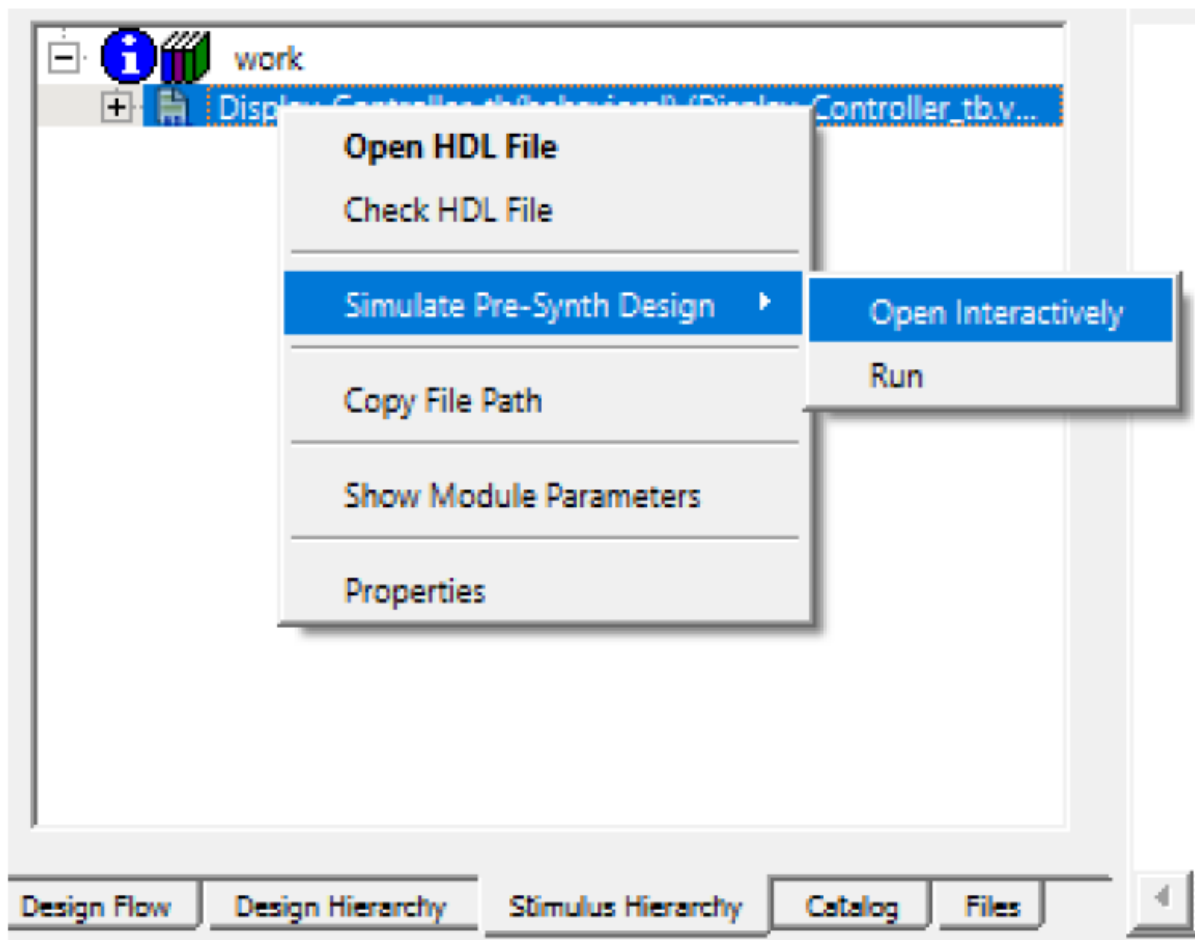 work
Controller_tb.v...
Open HDL File
Check HDL File
Simulate Pre-Synth Design
Open Interactively
Run
Copy File Path
Show Module Parameters
Properties
Design Flow Design Hierarchy Stimulus Hierarchy Catalog Files